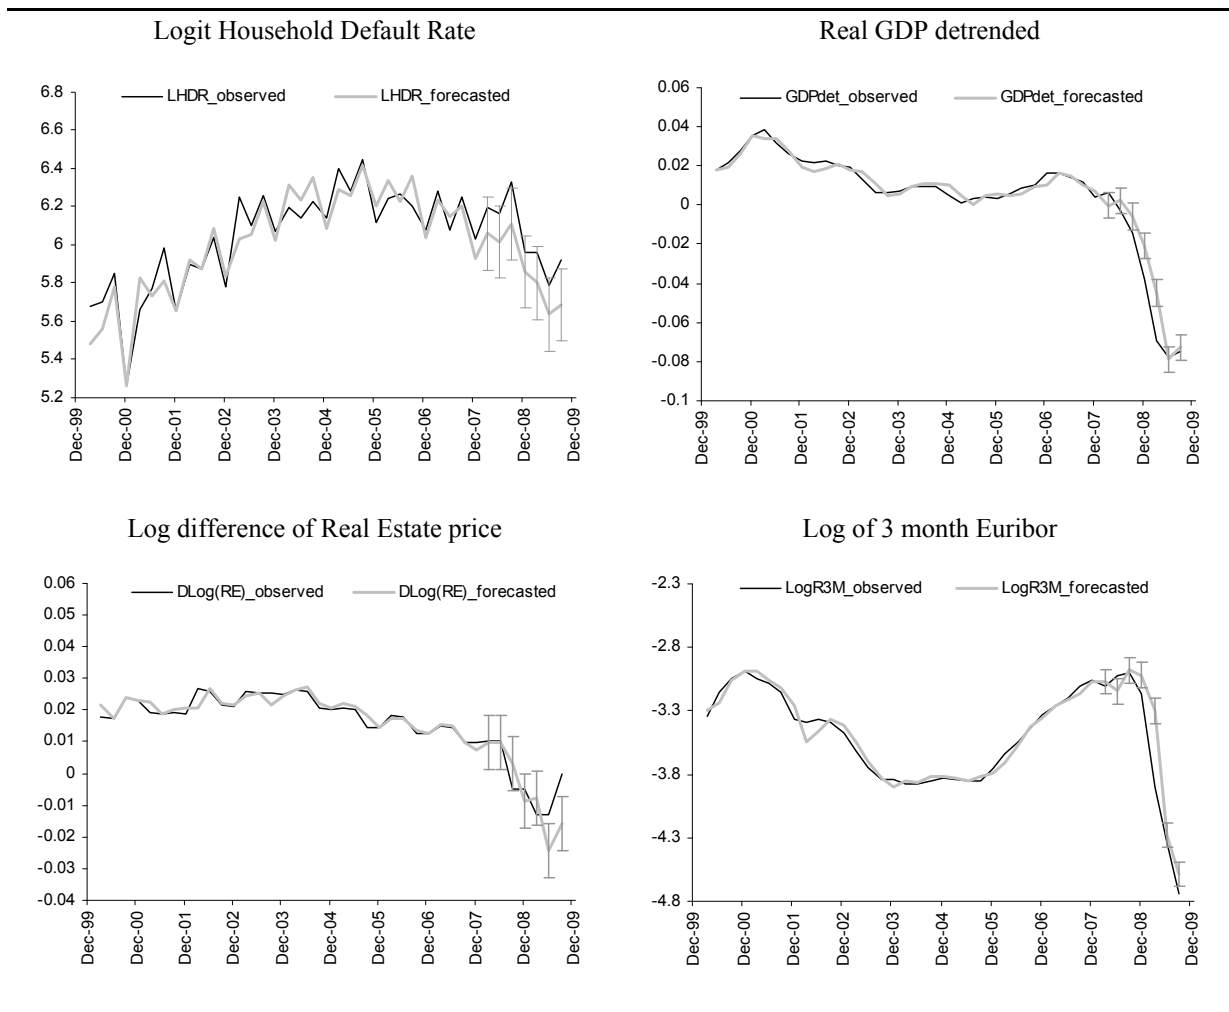 Logit Household Default Rate
LHDR_observed LHDR_forecasted
6.8
6.6
6.4
6.2
6
5.8
5.6
5.4
5.2
Dec-99
Dec-00
Dec-01
Dec-02
Dec-03
Dec-04
Dec-05
Dec-06
Dec-07
Dec-08
Dec-09
Real GDP detrended
GDPdet_observed GDPdet_forecasted
0.06
0.04
0.02
0
-0.02
-0.04
-0.06
-0.08
-0.1
Dec-99
Dec-00
Dec-01
Dec-02
Dec-03
Dec-04
Dec-05
Dec-06
Dec-07
Dec-08
Dec-09
Log difference of Real Estate price
DLog(RE)_observed DLog(RE)_forecasted
0.06
0.05
0.04
0.03
0.02
0.01
0
-0.01
-0.02
-0.03
-0.04
Dec-99
Dec-00
Dec-01
Dec-02
Dec-03
Dec-04
Dec-05
Dec-06
Dec-07
Dec-08
Dec-09
Log of 3 month Euribor
LogR3M_observed LogR3M_forecasted
-2.3
-2.8
-3.3
-3.8
-4.3
-4.8
Dec-99
Dec-00
Dec-01
Dec-02
Dec-03
Dec-04
Dec-05
Dec-06
Dec-07
Dec-08
Dec-09